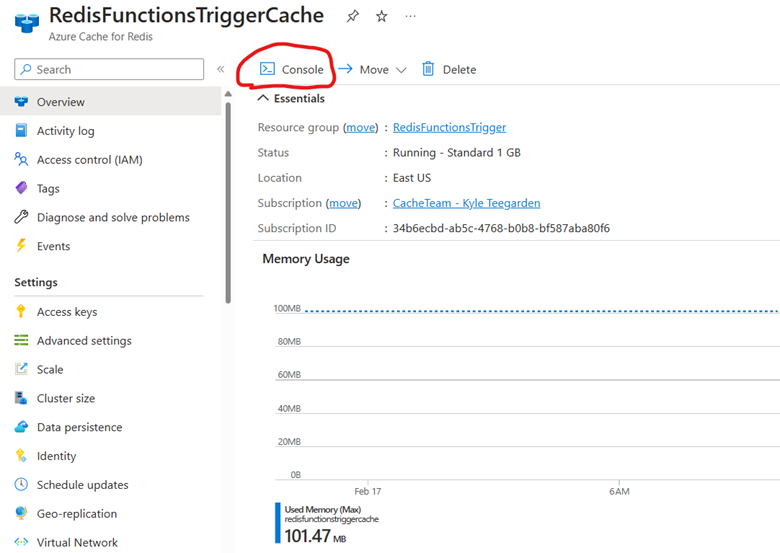 RedisFunctionsTriggerCache
Azure Cache for Redis
Search
Console
Move
Delete
Overview
Activity log
Access control (IAM)
Tags
Diagnose and solve problems
Events
Settings
Access keys
Advanced settings
Scale
Cluster size
Data persistence
Identity
Schedule updates
Geo-replication
Virtual Network
Essentials
Resource group (move) : RedisFunctionsTrigger
Status : Running - Standard 1 GB
Location : East US
Subscription (move) : CacheTeam - Kyle Teegarden
Subscription ID : 34b6ecbd-ab5c-4768-b0b8-bf587aba80f6
Memory Usage
100MB
80MB
60MB
40MB
20MB
0B
Feb 17 6 AM
Used Memory (Max)
redisfunctionstriggercache
101.47 MB